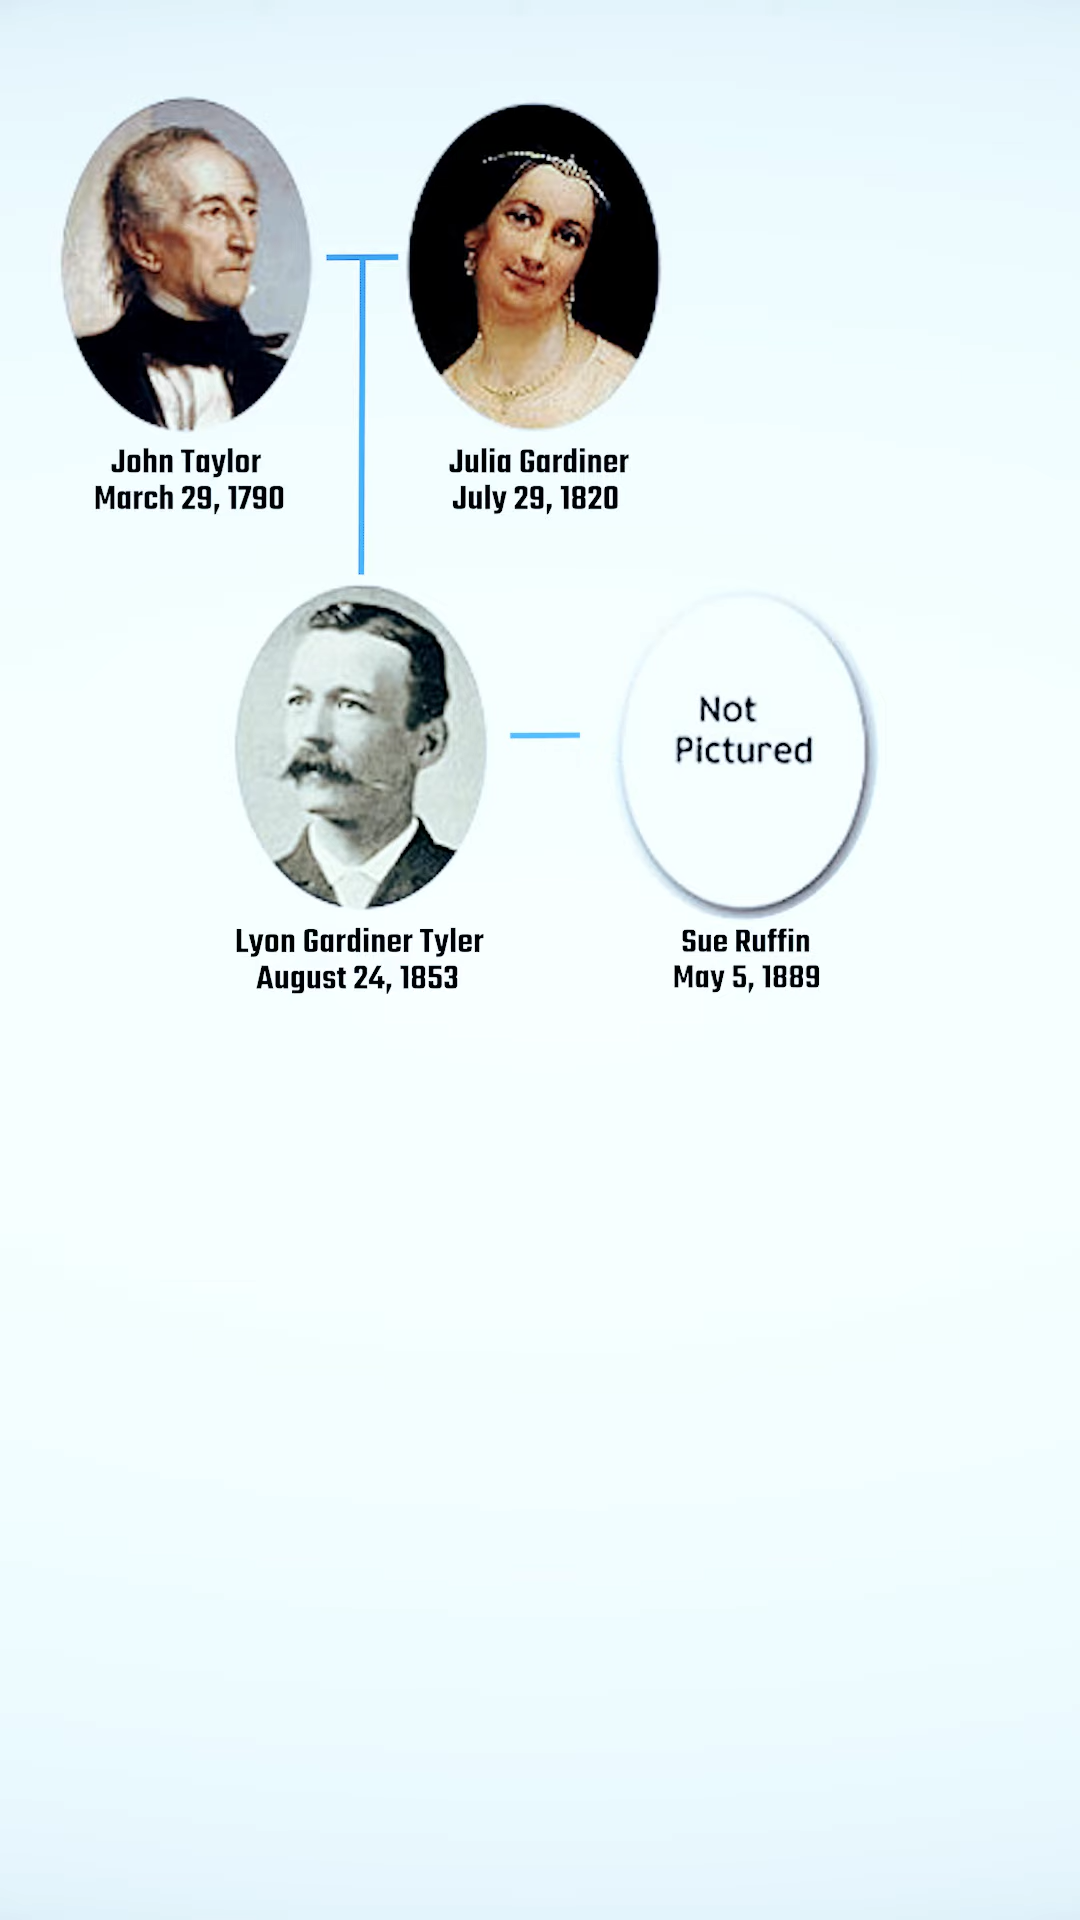 John Taylor
March 29, 1790
Julia Gardiner
July 29, 1820
Not
Pictured
Lyon Gardiner Tyler
August 24, 1853
Sue Ruffin
May 5, 1889